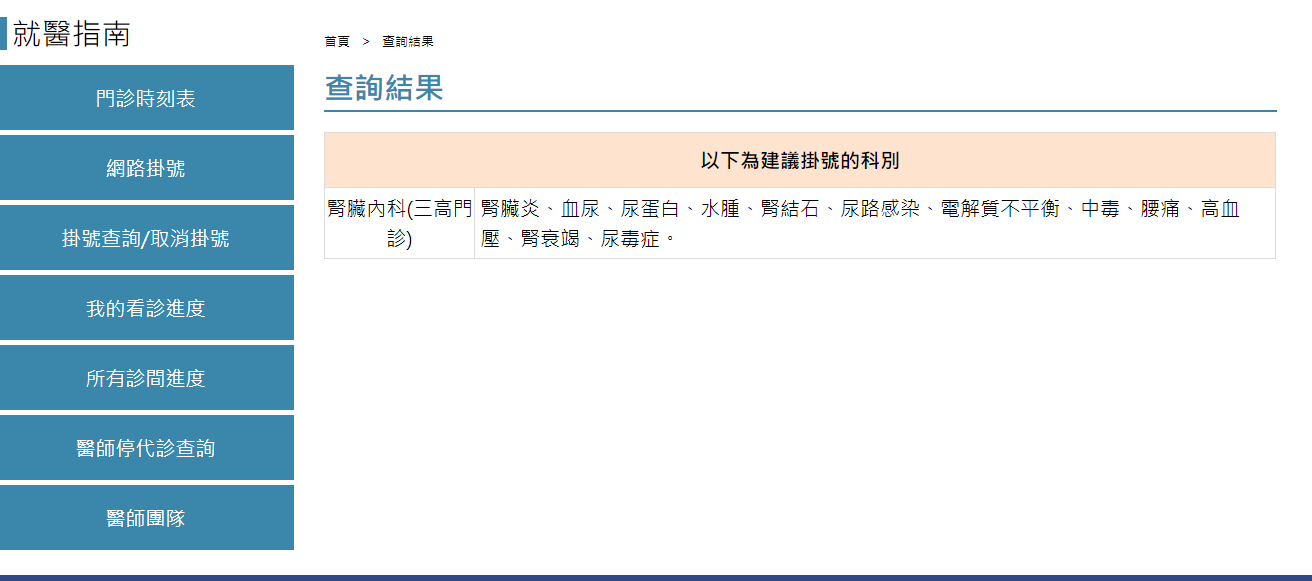 就醫指南
門診時刻表
網路掛號
掛號查詢/取消掛號
我的看診進度
所有診間進度
醫師停代診查詢
醫師團隊
首頁 > 查詢結果
查詢結果
以下為建議掛號的科別
腎臟內科(三高門
診)
腎臟炎、血尿、尿蛋白、水腫、腎結石、尿路感染、電解質不平衡、中毒、腰痛、高血
壓、腎衰竭、尿毒症。